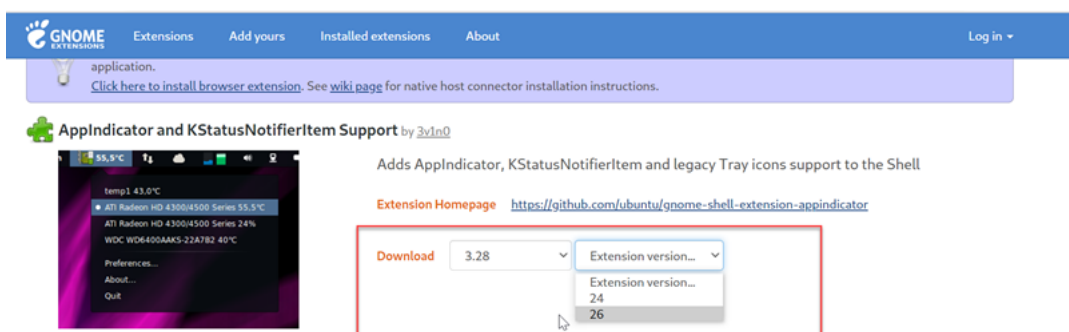 GNOME
EXTENSIONS
Extensions
Add yours
Installed extensions
About
Log in
application.
Click here to install browser extension. See wiki page for native host connector installation instructions.
AppIndicator and KStatusNotifierItem Support by 3v1n0
55,5°C
temp1 43.0°C
ATI Radeon HD 4300/4500 Series 55.5°C
ATI Radeon HD 4300/4500 Series 24%
WDC WD6400AAKS-22A7B2 40°C
Preferences...
About...
Quit
Adds AppIndicator, KStatusNotifierItem and legacy Tray icons support to the Shell
Extension Homepage https://github.com/ubuntu/gnome-shell-extension-appindicator
Download 3.28 Extension version...
Extension version...
24
26